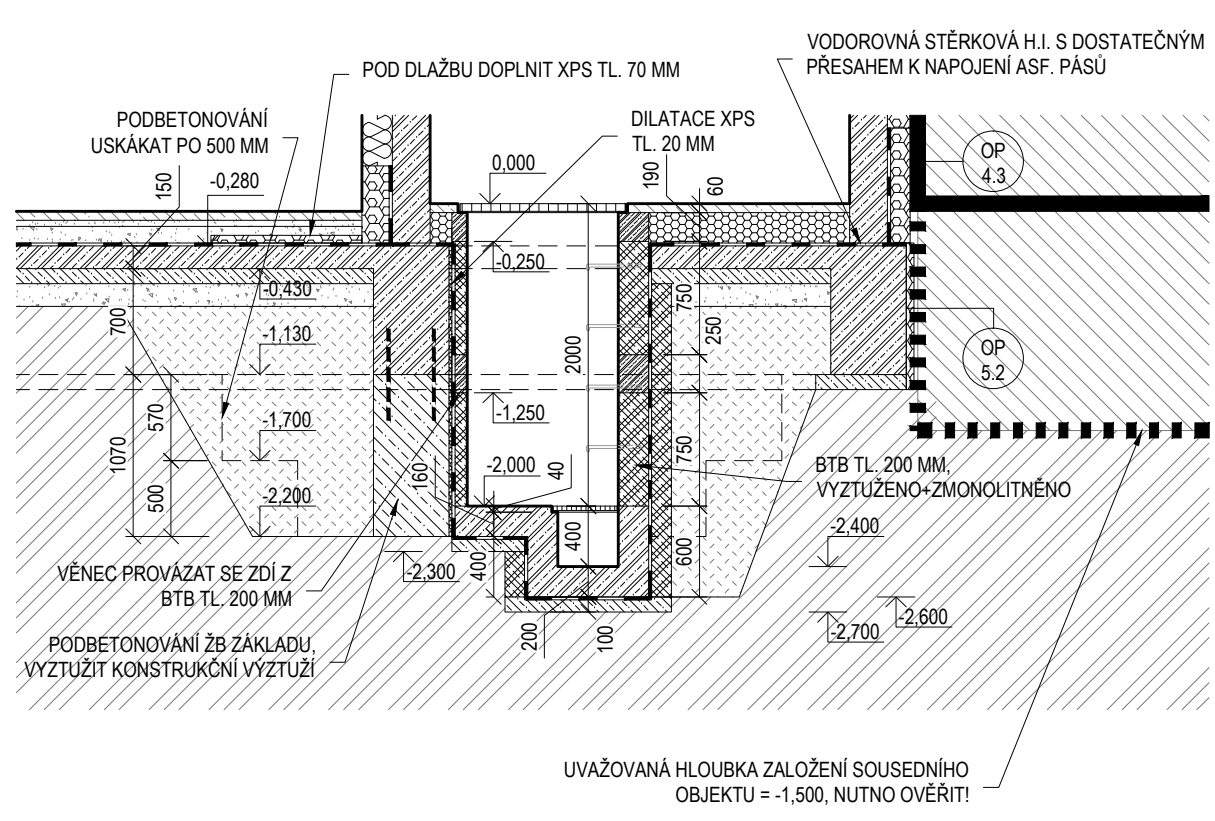 VODOROVNÁ STĚRKOVÁ H.I. S DOSTATEČNÝM
PŘESAHEM K NAPOJENÍ ASF. PÁSŮ
POD DLAŽBU DOPLNIT XPS TL. 70 MM
PODBETONOVÁNÍ
USKÁKAT PO 500 MM
DILATACE XPS
TL. 20 MM
OP
4.3
0,000
150
-0,280
190
60
-0,250
-0,430
700
750
250
-1,130
2000
OP
5.2
570
-1,250
-1,700
1070
750
BTB TL. 200 MM,
VYZTUŽENO+ZMONOLITNĚNO
160
-2,000
40
500
-2,200
-2,400
400
600
-2,300
400
VĚNEC PROVÁZAT SE ZDÍ Z
BTB TL. 200 MM
-2,600
-2,700
200
100
PODBETONOVÁNÍ ŽB ZÁKLADU,
VYZTUŽIT KONSTRUKČNÍ VÝZTUŽÍ
UVAŽOVANÁ HLOUBKA ZALOŽENÍ SOUSEDNÍHO
OBJEKTU = -1,500, NUTNO OVĚŘIT!